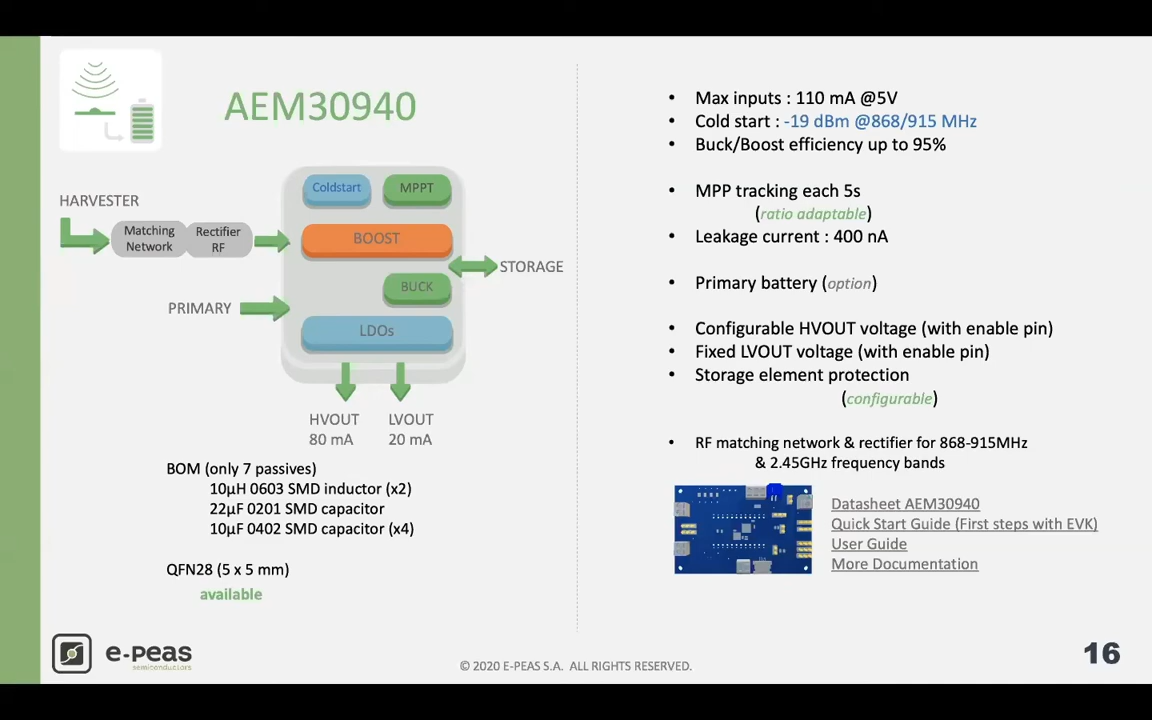 AEM30940
HARVESTER
Matching
Network
Rectifier
RF
Coldstart
MPPT
BOOST
STORAGE
BUCK
PRIMARY
LDOs
HVOUT
80 mA
LVOUT
20 mA
BOM (only 7 passives)
10µH 0603 SMD inductor (x2)
22µF 0201 SMD capacitor
10µF 0402 SMD capacitor (x4)
QFN28 (5 x 5 mm)
available
• Max inputs : 110 mA @5V
• Cold start : -19 dBm @868/915 MHz
• Buck/Boost efficiency up to 95%
• MPP tracking each 5s
(ratio adaptable)
• Leakage current : 400 nA
• Primary battery (option)
• Configurable HVOUT voltage (with enable pin)
• Fixed LVOUT voltage (with enable pin)
• Storage element protection
(configurable)
• RF matching network & rectifier for 868-915MHz
& 2.45GHz frequency bands
Datasheet AEM30940
Quick Start Guide (First steps with EVK)
User Guide
More Documentation
e-peas
semiconductors
© 2020 E-PEAS S.A. ALL RIGHTS RESERVED.
16